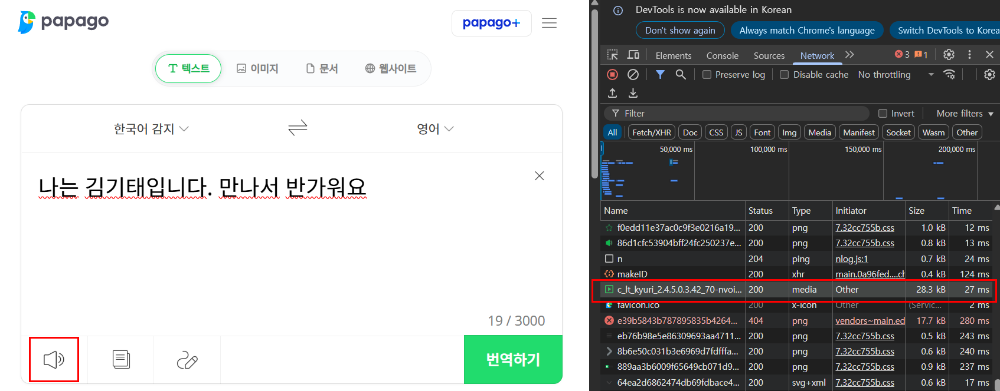 papago
papago+
텍스트
이미지
문서
웹사이트
한국어 감지
영어
나는 김기태입니다. 만나서 반가워요
19 / 3000
번역하기
DevTools is now available in Korean
Don't show again
Always match Chrome's language
Switch DevTools to Korea
Elements Console Sources Network 3 1
Preserve log Disable cache No throttling
Filter Invert More filters
All Fetch/XHR Doc CSS JS Font Img Media Manifest Socket Wasm Other
50,000 ms 100,000 ms 150,000 ms 200,000 ms
Name Status Type Initiator Size Time
f0edd11e37ac0c9f3e0216a19... 200 png 7.32cc755b.css 1.0 kB 12 ms
86d1cfc53904bff24fc250237e... 200 png 7.32cc755b.css 0.8 kB 13 ms
n 204 ping nlog.js:1 0.7 kB 24 ms
makeID 200 xhr main.0a96fed....ch 0.4 kB 124 ms
c_lt_kyuri_2.4.5.0.3.42_70-nvoi... 200 media Other 28.3 kB 27 ms
favicon.ico 200 x-icon Other (Servic... 2 ms
e39b5843b787895835b4264... 404 png vendors~main.ed 17.7 kB 280 ms
eb76b98e5e86309693aa4711... 200 png 7.32cc755b.css 0.5 kB 243 ms
8b6e50c031b3e6969d7fdfffa... 200 png 7.32cc755b.css 0.6 kB 240 ms
889aa3b6009f65649cb071d9... 200 png 7.32cc755b.css 0.9 kB 237 ms
64ea2d6862474db69fdbace4... 200 svg+xml 7.32cc755b.css 0.6 kB 17 ms